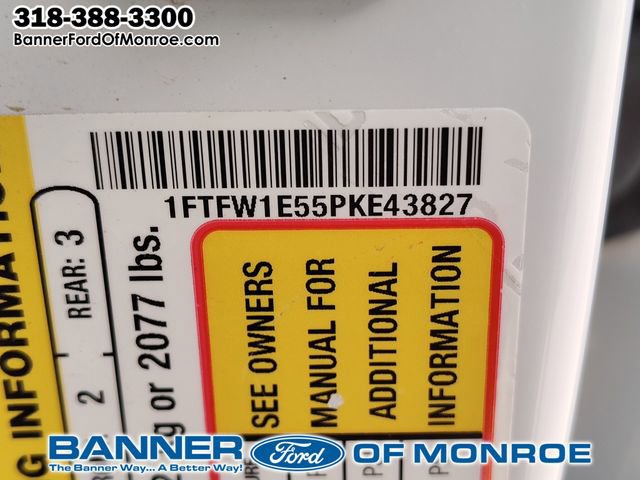 318-388-3300
BannerFordOfMonroe.com
1FTFW1E55PKE43827
SEE OWNERS
MANUAL FOR
ADDITIONAL
INFORMATION
or 2077 lbs.
REAR: 3
2
INFORMATION
BANNER Ford OF MONROE
The Banner Way... A Better Way!